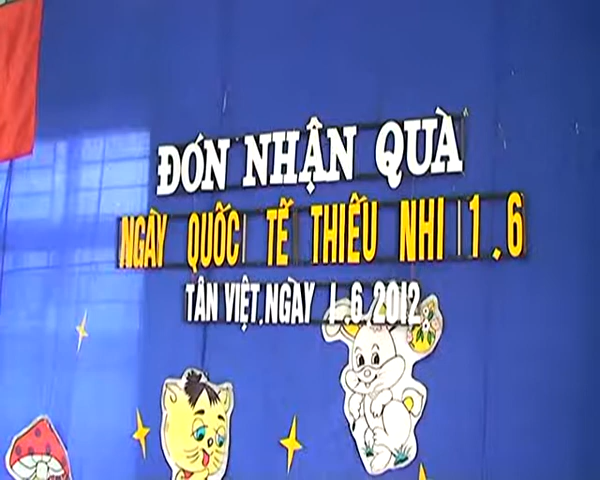 ĐÓN NHẬN QUÀ
NGÀY QUỐC TẾ THIẾU NHI 1.6
TÂN VIỆT, NGÀY 1.6.2012